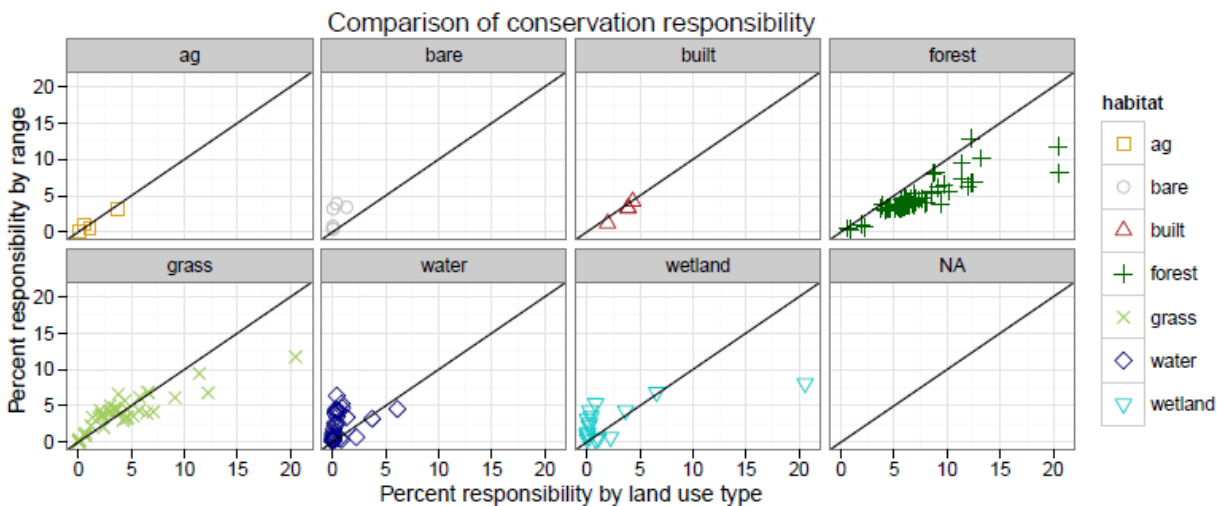 Comparison of conservation responsibility
ag bare built forest
20
15
10
5
0
grass water wetland NA
20
15
10
5
0
0 5 10 15 20 0 5 10 15 20 0 5 10 15 20 0 5 10 15 20
Percent responsibility by range
Percent responsibility by land use type
habitat
ag
bare
built
forest
grass
water
wetland